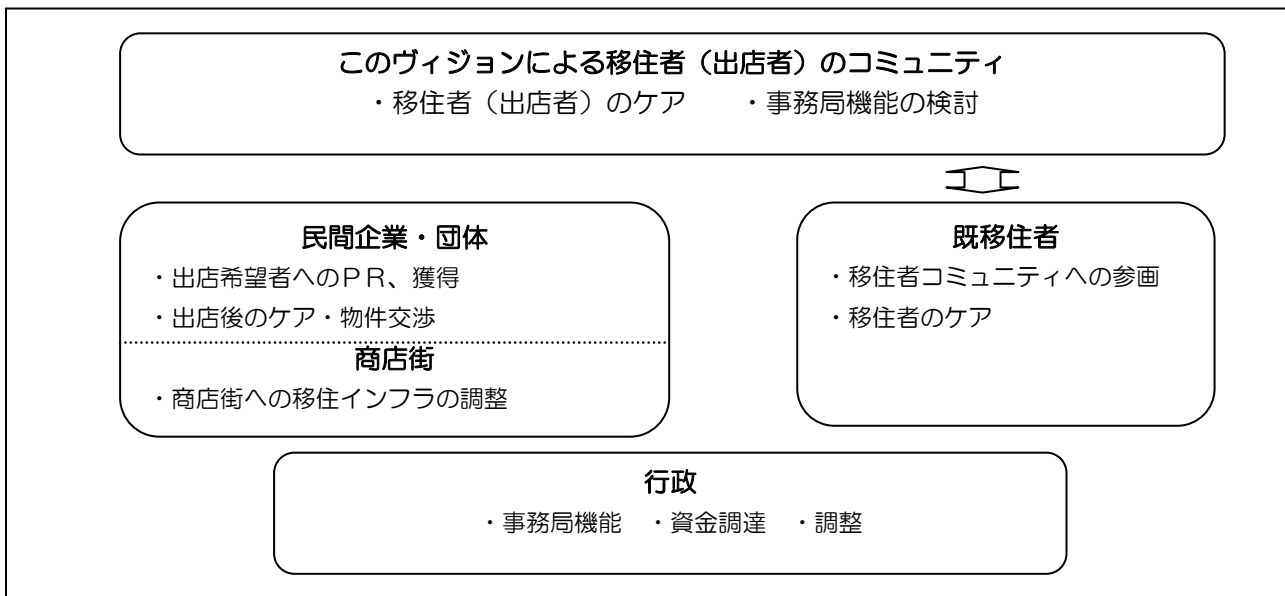 このヴィジョンによる移住者（出店者）のコミュニティ
・移住者（出店者）のケア　　・事務局機能の検討
民間企業・団体
・出店希望者へのＰＲ、獲得
・出店後のケア・物件交渉
商店街
・商店街への移住インフラの調整
既移住者
・移住者コミュニティへの参画
・移住者のケア
行政
・事務局機能　・資金調達　・調整